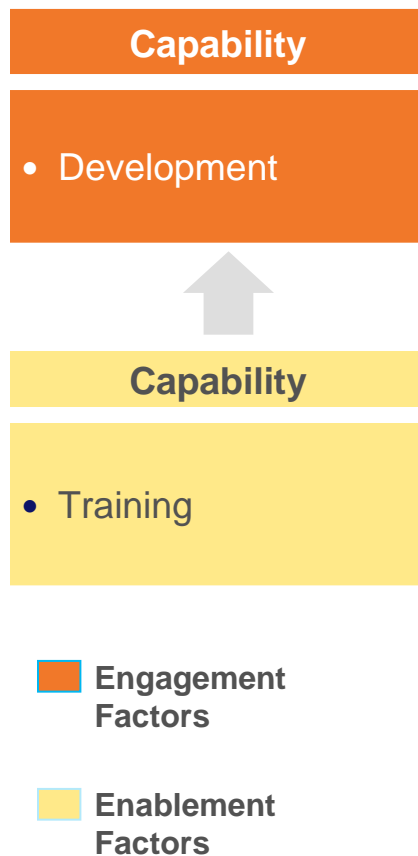 Capability
• Development
Capability
• Training
Engagement
Factors
Enablement
Factors